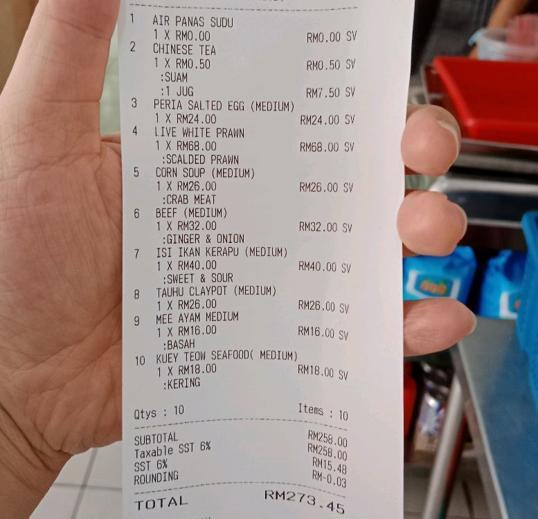 1 AIR PANAS SUDU
1 X RM0.00 RM0.00 SV
2 CHINESE TEA
1 X RM0.50 RM0.50 SV
:SUAM
:1 JUG RM7.50 SV
3 PERIA SALTED EGG (MEDIUM)
1 X RM24.00 RM24.00 SV
4 LIVE WHITE PRAWN
1 X RM68.00 RM68.00 SV
:SCALDED PRAWN
5 CORN SOUP (MEDIUM)
1 X RM26.00 RM26.00 SV
:CRAB MEAT
6 BEEF (MEDIUM)
1 X RM32.00 RM32.00 SV
:GINGER & ONION
7 ISI IKAN KERAPU (MEDIUM)
1 X RM40.00 RM40.00 SV
:SWEET & SOUR
8 TAUHU CLAYPOT (MEDIUM)
1 X RM26.00 RM26.00 SV
9 MEE AYAM MEDIUM
1 X RM16.00 RM16.00 SV
:BASAH
10 KUEY TEOW SEAFOOD( MEDIUM)
1 X RM18.00 RM18.00 SV
:KERING
Qtys : 10 Items : 10
SUBTOTAL RM258.00
Taxable SST 6% RM258.00
SST 6% RM15.48
ROUNDING RM-0.03
TOTAL RM273.45